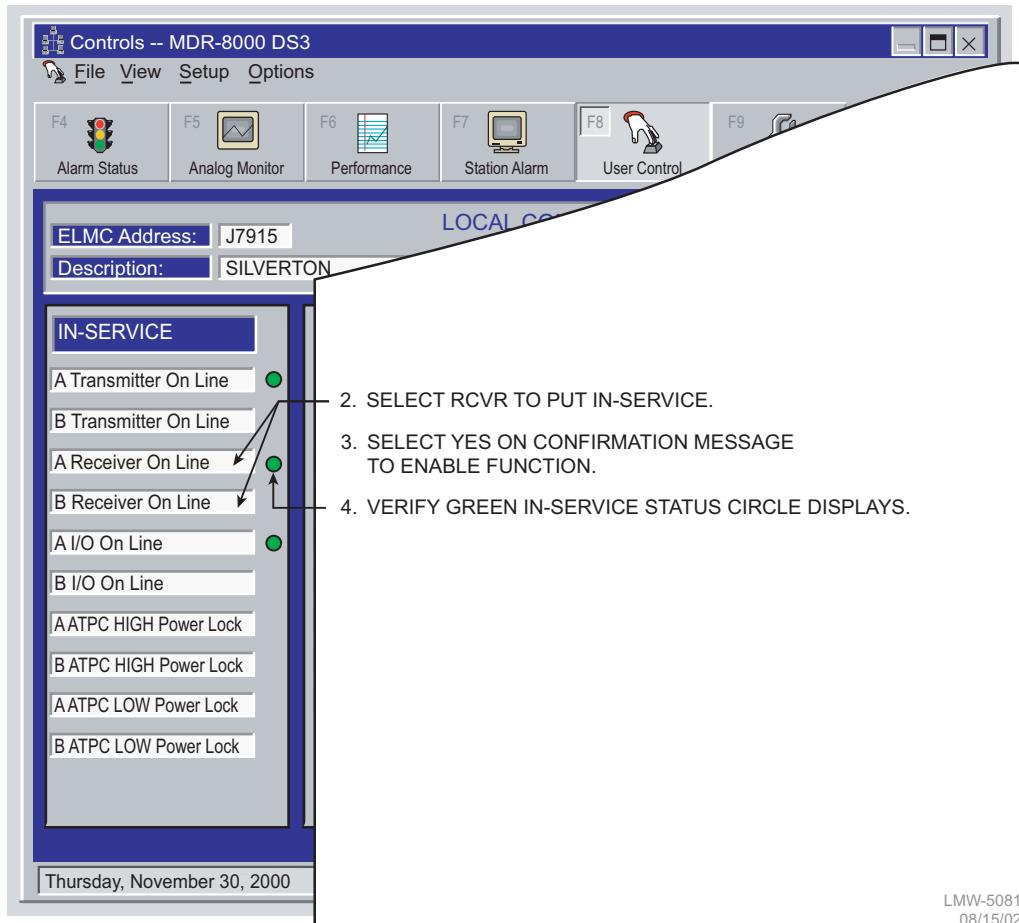 Controls -- MDR-8000 DS3
File View Setup Options
F4 F5 F6 F7 F8 F9
Alarm Status Analog Monitor Performance Station Alarm User Control
LOCAL
ELMC Address: J7915
Description: SILVERTON
IN-SERVICE
A Transmitter On Line
B Transmitter On Line
A Receiver On Line
B Receiver On Line
A I/O On Line
B I/O On Line
A ATPC HIGH Power Lock
B ATPC HIGH Power Lock
A ATPC LOW Power Lock
B ATPC LOW Power Lock
2. SELECT RCVR TO PUT IN-SERVICE.
3. SELECT YES ON CONFIRMATION MESSAGE
TO ENABLE FUNCTION.
4. VERIFY GREEN IN-SERVICE STATUS CIRCLE DISPLAYS.
Thursday, November 30, 2000
LMW-5081
08/15/02